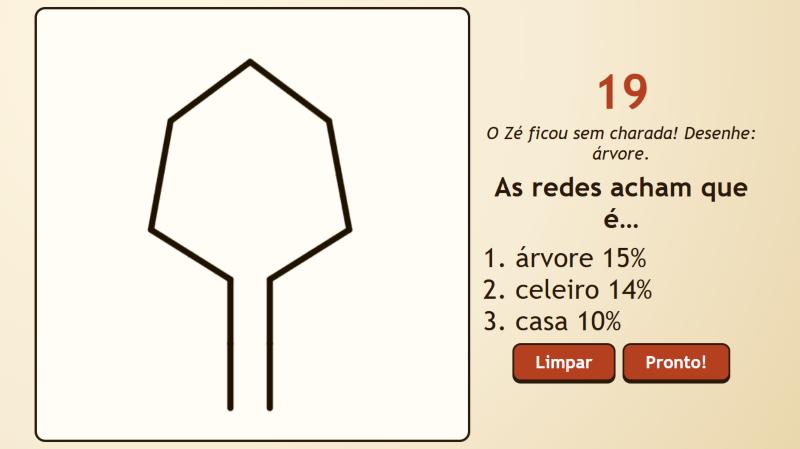 19
O Zé ficou sem charada! Desenhe:
árvore.
As redes acham que
é...
1. árvore 15%
2. celeiro 14%
3. casa 10%
Limpar
Pronto!